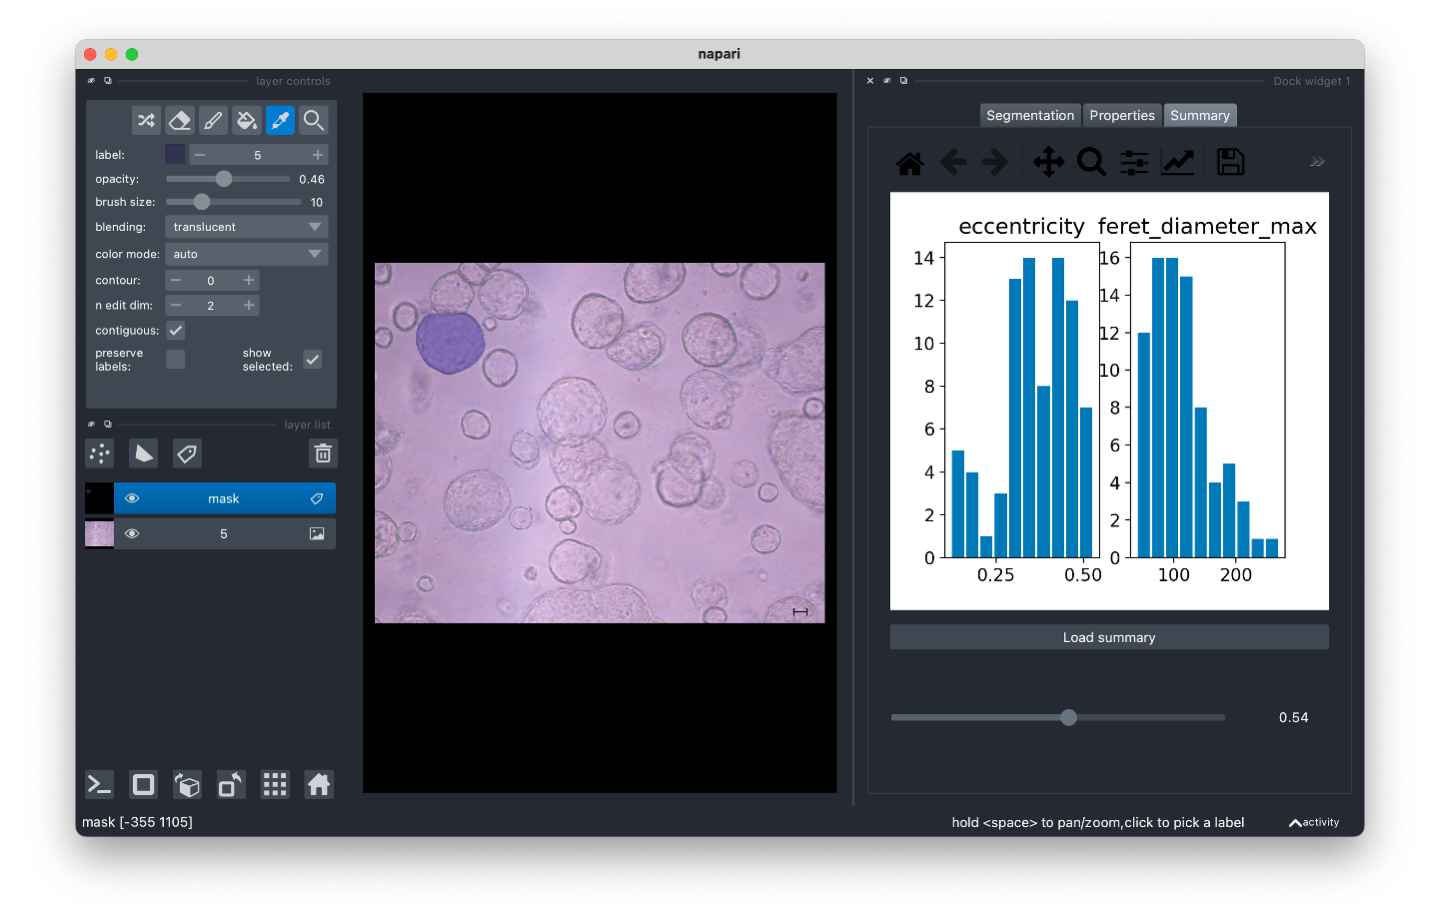 napari
layer controls
label:
5
opacity:
0.46
brush size:
10
blending:
translucent
color mode:
auto
contour:
0
n edit dim:
2
contiguous:
preserve
labels:
show
selected:
layer list
mask
5
mask [-355 1105]
Dock widget 1
Segmentation Properties Summary
eccentricity feret_diameter_max
14
12
10
8
6
4
2
0
0.25 0.50
16
14
12
10
8
6
4
2
0
100 200
Load summary
0.54
hold <space> to pan/zoom,click to pick a label
activity